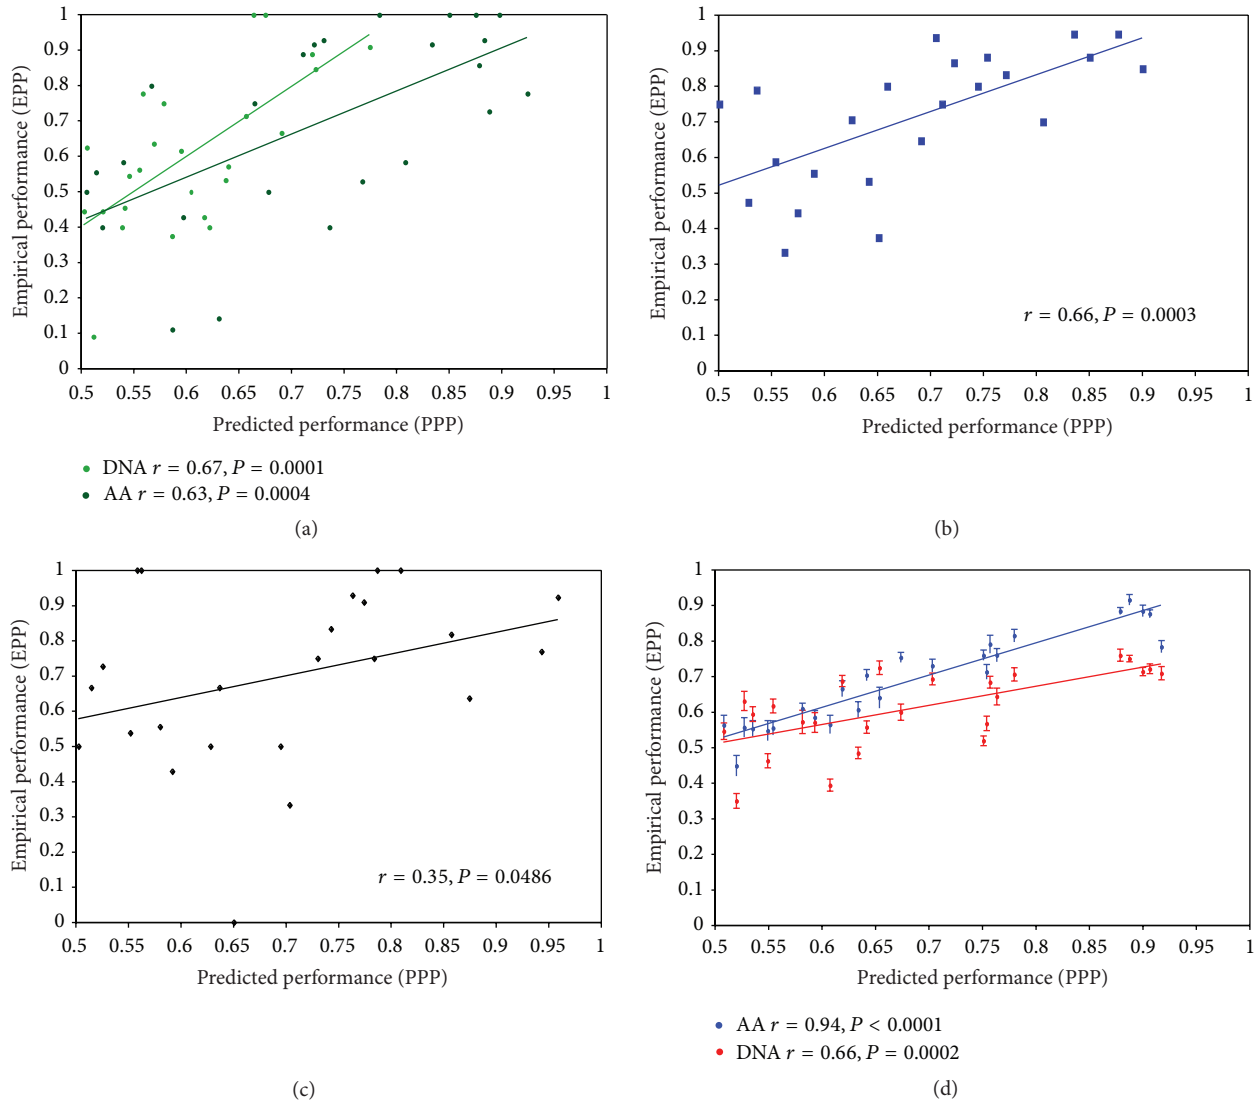 1
0.9
0.8
0.7
0.6
0.5
0.4
0.3
0.2
0.1
0
Empirical performance (EPP)
0.5 0.55 0.6 0.65 0.7 0.75 0.8 0.85 0.9 0.95 1
Predicted performance (PPP)
DNA r = 0.67, P = 0.0001
AA r = 0.63, P = 0.0004
(a)
1
0.9
0.8
0.7
0.6
0.5
0.4
0.3
0.2
0.1
0
Empirical performance (EPP)
r = 0.66, P = 0.0003
0.5 0.55 0.6 0.65 0.7 0.75 0.8 0.85 0.9 0.95 1
Predicted performance (PPP)
(b)
1
0.9
0.8
0.7
0.6
0.5
0.4
0.3
0.2
0.1
0
Empirical performance (EPP)
r = 0.35, P = 0.0486
0.5 0.55 0.6 0.65 0.7 0.75 0.8 0.85 0.9 0.95 1
Predicted performance (PPP)
(c)
1
0.9
0.8
0.7
0.6
0.5
0.4
0.3
0.2
0.1
0
Empirical performance (EPP)
0.5 0.55 0.6 0.65 0.7 0.75 0.8 0.85 0.9 0.95 1
Predicted performance (PPP)
AA r = 0.94, P < 0.0001
DNA r = 0.66, P = 0.0002
(d)